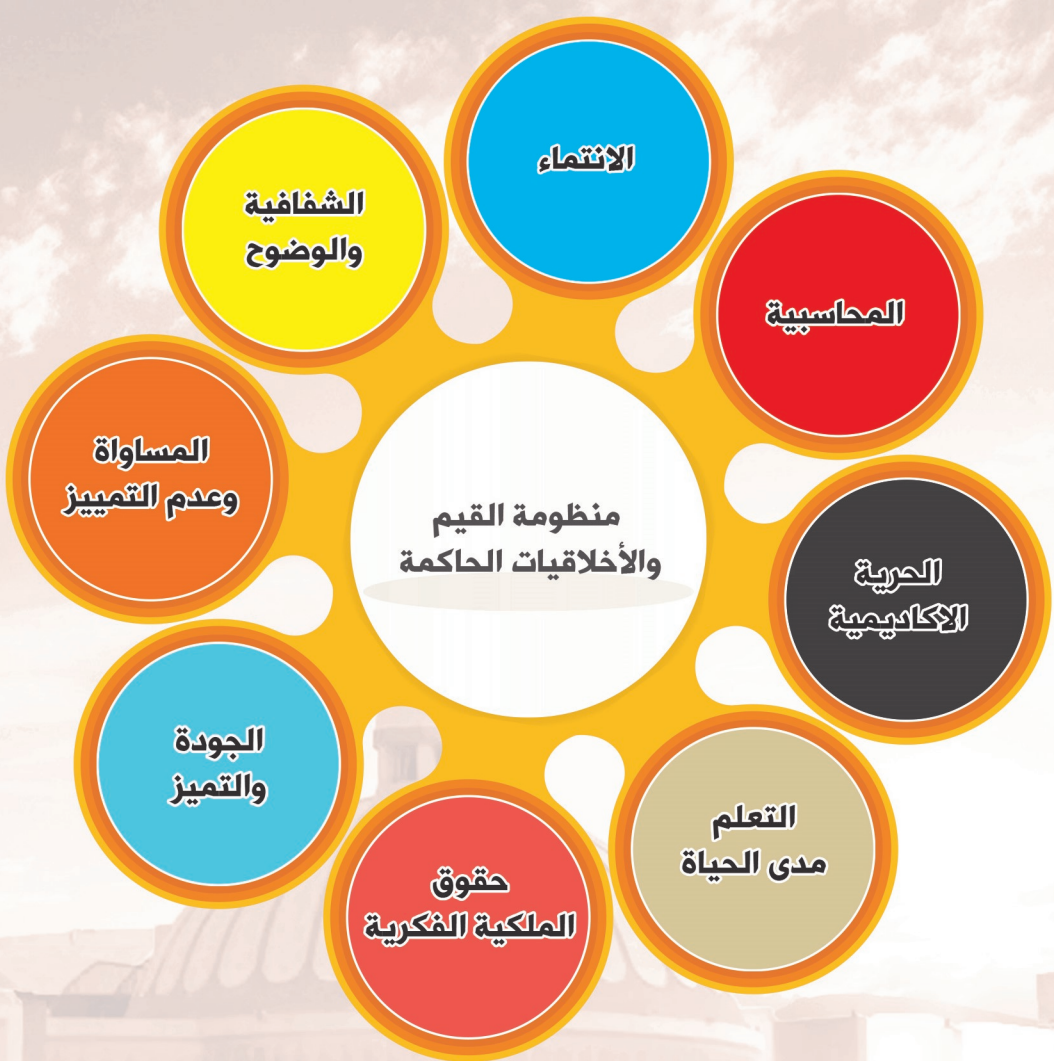 منظومة القيم
والأخلاقيات الحاكمة
الانتماء
المحاسبية
الحرية
الاكاديمية
التعلم
مدى الحياة
حقوق
الملكية الفكرية
الجودة
والتميز
المساواة
وعدم التمييز
الشفافية
والوضوح